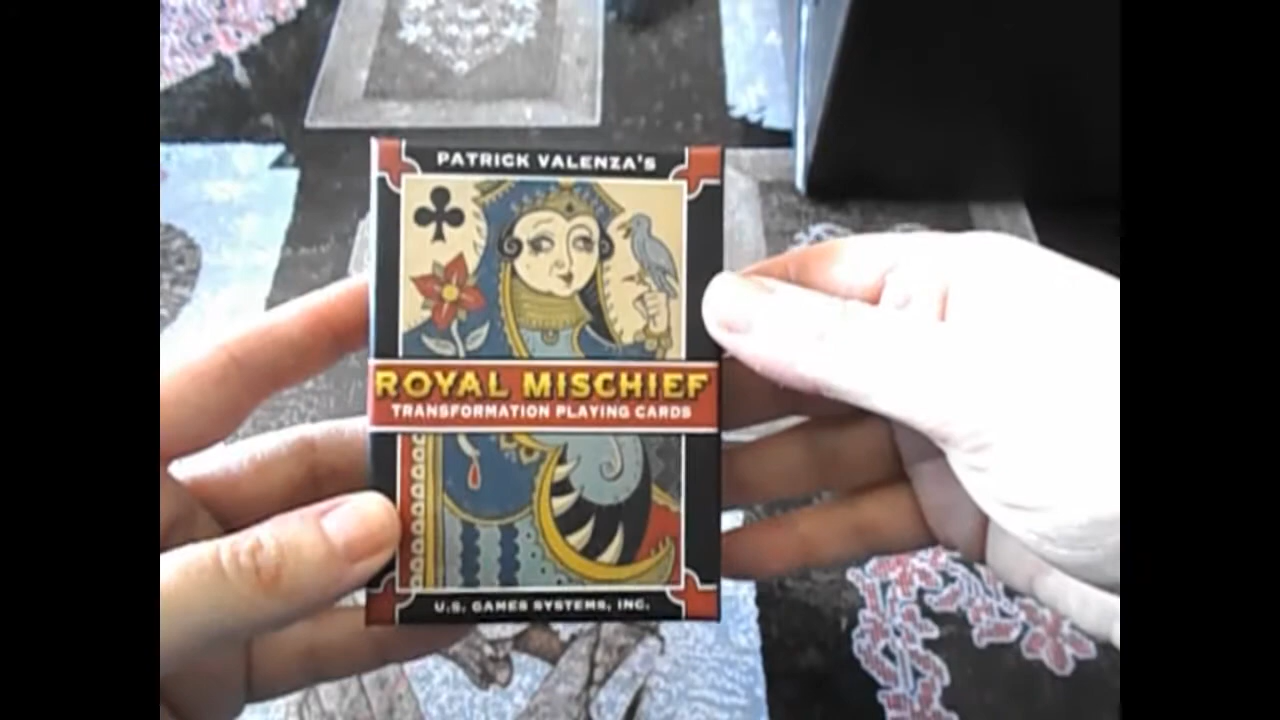 PATRICK VALENZA'S
ROYAL MISCHIEF
TRANSFORMATION PLAYING CARDS
U.S. GAMES SYSTEMS, INC.